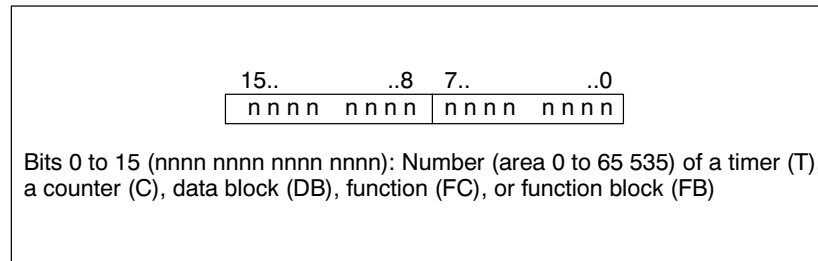 15.. ..8 7.. ..0
n n n n n n n n n n n n n n n n
Bits 0 to 15 (nnnn nnnn nnnn nnnn): Number (area 0 to 65 535) of a timer (T),
a counter (C), data block (DB), function (FC), or function block (FB)